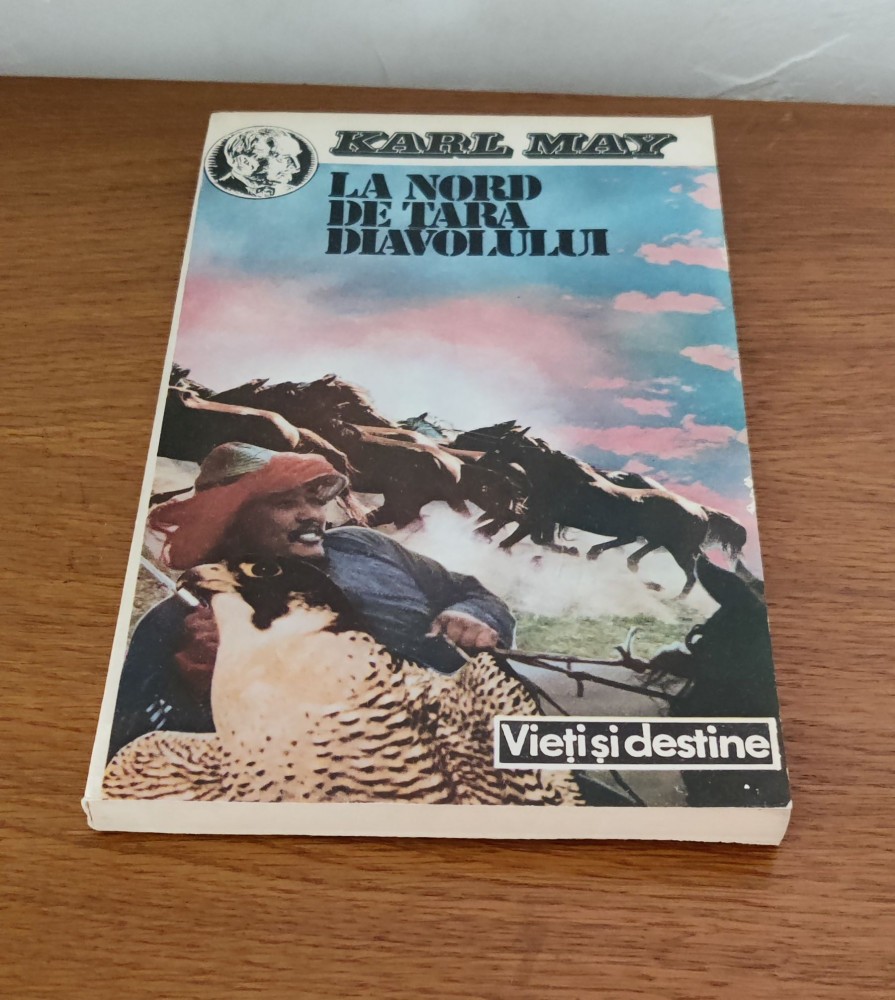 KARL MAY
LA NORD
DE TARA
DIAVOLULUI
Vieți și destine